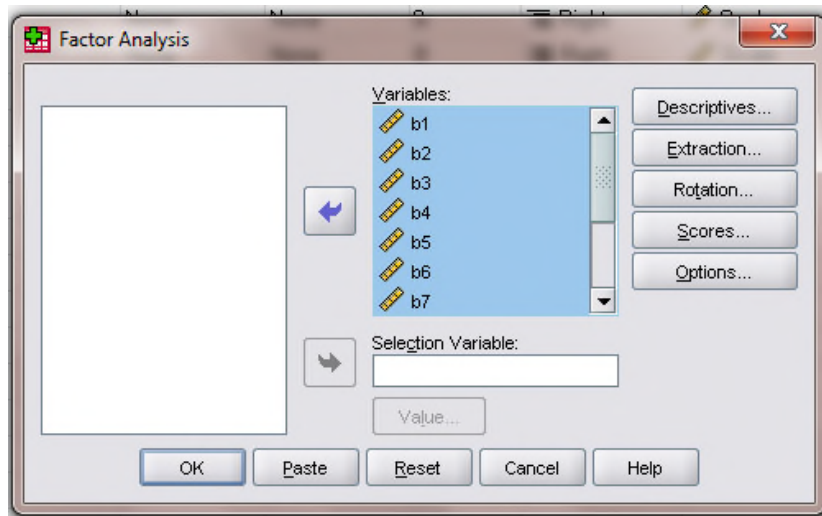 Factor Analysis
Variables:
b1
b2
b3
b4
b5
b6
b7
Descriptives...
Extraction...
Rotation...
Scores...
Options...
Selection Variable:
Value...
OK Paste Reset Cancel Help